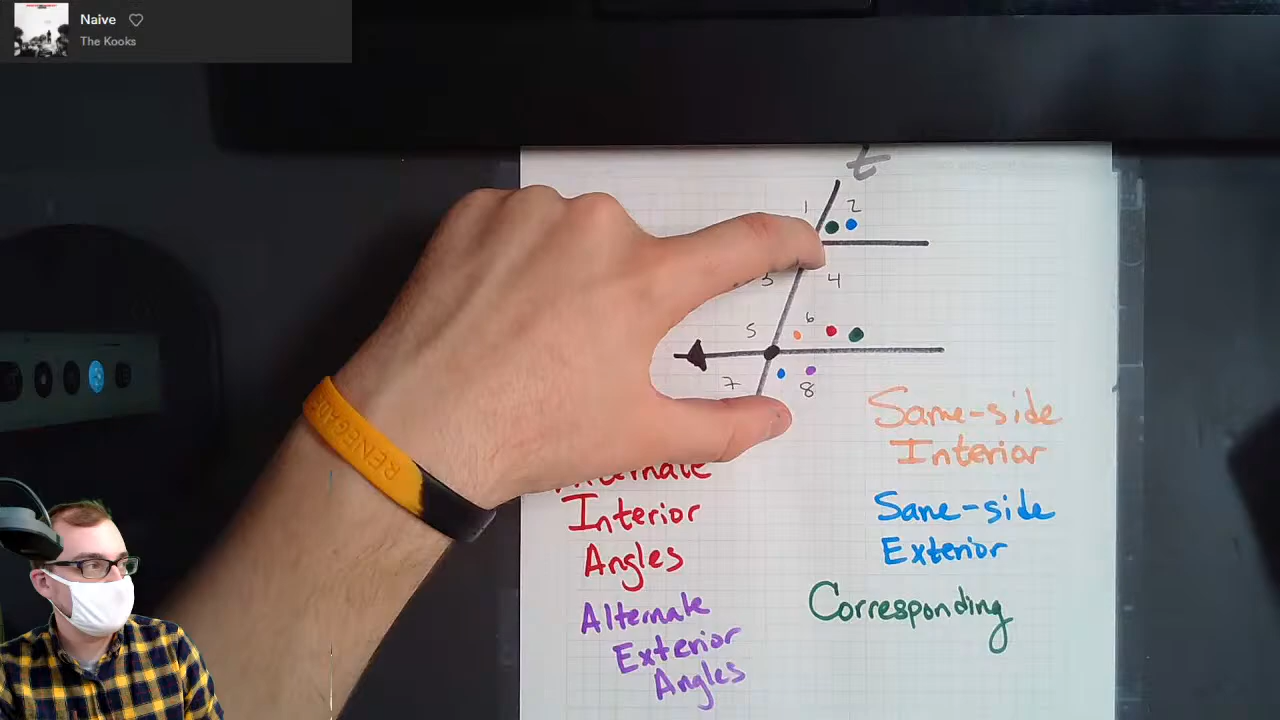 Naive
The Kooks
t
1 2
3 4
5 6
7 8
RENEGADE
Alternate
Interior
Angles
Alternate
Exterior
Angles
Same-side
Interior
Same-side
Exterior
Corresponding